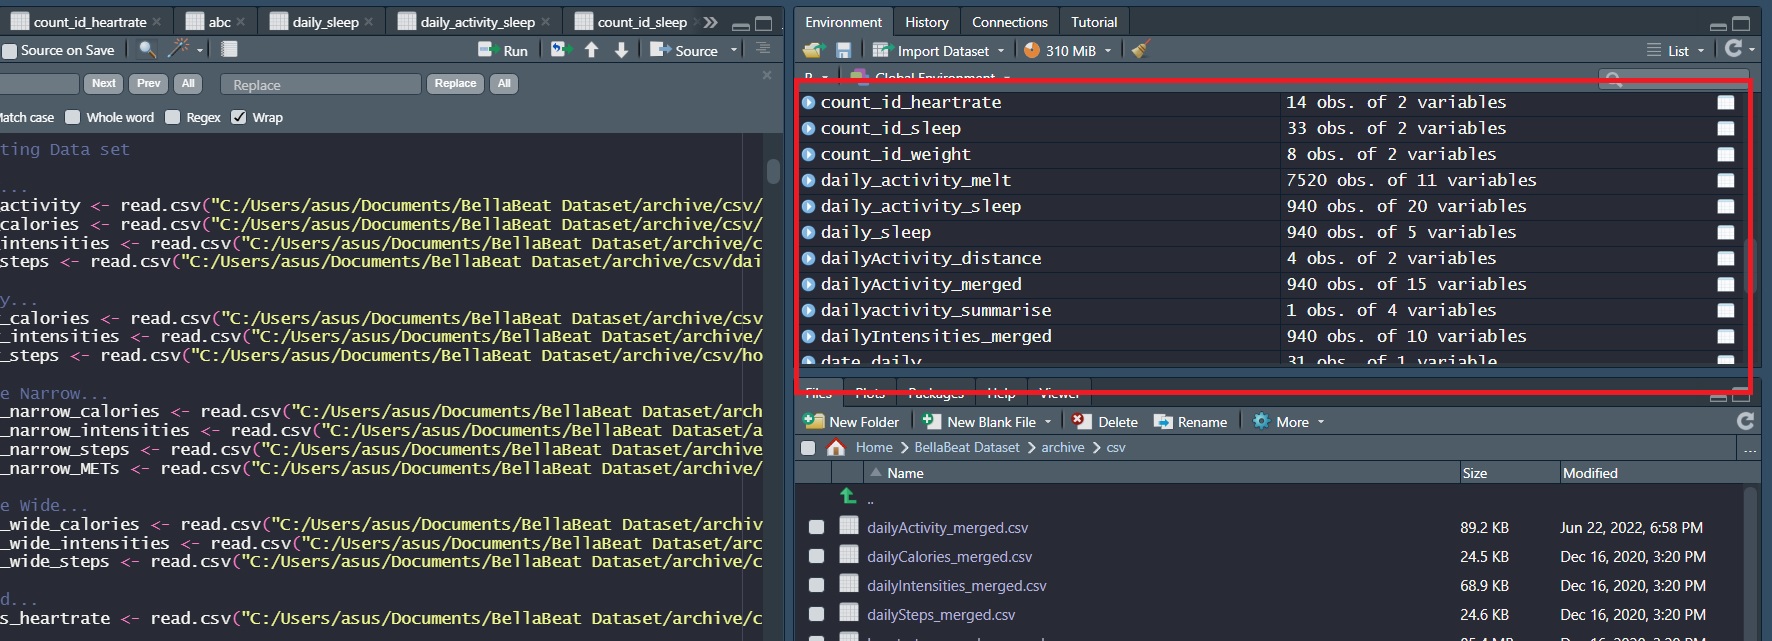 count_id_heartrate
abc
daily_sleep
daily_activity_sleep
count_id_sleep
Source on Save
Run
Source
Next
Prev
All
Replace
Replace
All
Match case
Whole word
Regex
Wrap
ting Data set
...
activity <- read.csv("C:/Users/asus/Documents/BellaBeat Dataset/archive/csv/
calories <- read.csv("C:/Users/asus/Documents/BellaBeat Dataset/archive/csv/
intensities <- read.csv("C:/Users/asus/Documents/BellaBeat Dataset/archive/c
steps <- read.csv("C:/Users/asus/Documents/BellaBeat Dataset/archive/csv/dai
y...
_calories <- read.csv("C:/Users/asus/Documents/BellaBeat Dataset/archive/csv
_intensities <- read.csv("C:/Users/asus/Documents/BellaBeat Dataset/archive/
_steps <- read.csv("C:/Users/asus/Documents/BellaBeat Dataset/archive/csv/ho
e Narrow...
_narrow_calories <- read.csv("C:/Users/asus/Documents/BellaBeat Dataset/arch
_narrow_intensities <- read.csv("C:/Users/asus/Documents/BellaBeat Dataset/a
_narrow_steps <- read.csv("C:/Users/asus/Documents/BellaBeat Dataset/archive
_narrow_METs <- read.csv("C:/Users/asus/Documents/BellaBeat Dataset/archive/
e Wide...
_wide_calories <- read.csv("C:/Users/asus/Documents/BellaBeat Dataset/archiv
_wide_intensities <- read.csv("C:/Users/asus/Documents/BellaBeat Dataset/arc
_wide_steps <- read.csv("C:/Users/asus/Documents/BellaBeat Dataset/archive/c
d...
s_heartrate <- read.csv("C:/Users/asus/Documents/BellaBeat Dataset/archive/c
Environment History Connections Tutorial
Import Dataset 310 MiB List
R Global Environment
count_id_heartrate 14 obs. of 2 variables
count_id_sleep 33 obs. of 2 variables
count_id_weight 8 obs. of 2 variables
daily_activity_melt 7520 obs. of 11 variables
daily_activity_sleep 940 obs. of 20 variables
daily_sleep 940 obs. of 5 variables
dailyActivity_distance 4 obs. of 2 variables
dailyActivity_merged 940 obs. of 15 variables
dailyactivity_summarise 1 obs. of 4 variables
dailyIntensities_merged 940 obs. of 10 variables
date_daily 31 obs. of 1 variable
Files Plots Packages Help Viewer
New Folder New Blank File Delete Rename More
Home BellaBeat Dataset archive csv ...
Name Size Modified
..
dailyActivity_merged.csv 89.2 KB Jun 22, 2022, 6:58 PM
dailyCalories_merged.csv 24.5 KB Dec 16, 2020, 3:20 PM
dailyIntensities_merged.csv 68.9 KB Dec 16, 2020, 3:20 PM
dailySteps_merged.csv 24.6 KB Dec 16, 2020, 3:20 PM